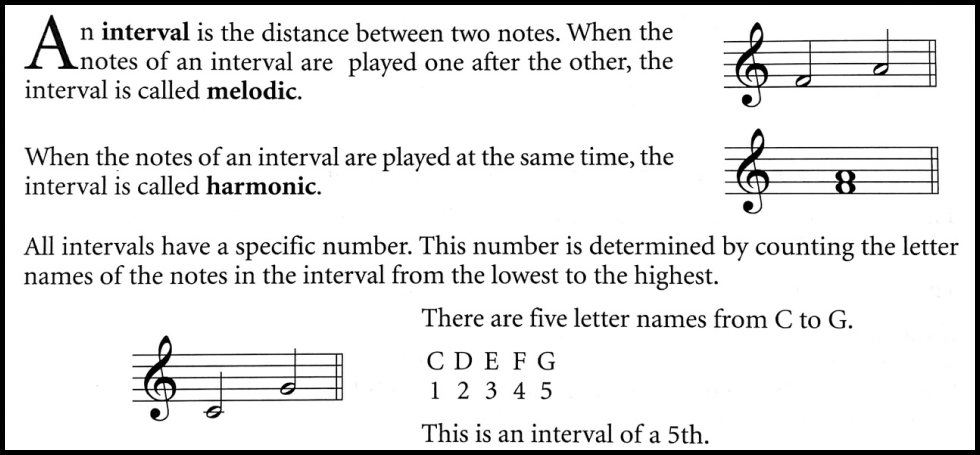 An interval is the distance between two notes. When the
notes of an interval are played one after the other, the
interval is called melodic.
When the notes of an interval are played at the same time, the
interval is called harmonic.
All intervals have a specific number. This number is determined by counting the letter
names of the notes in the interval from the lowest to the highest.
There are five letter names from C to G.
C D E F G
1 2 3 4 5
This is an interval of a 5th.